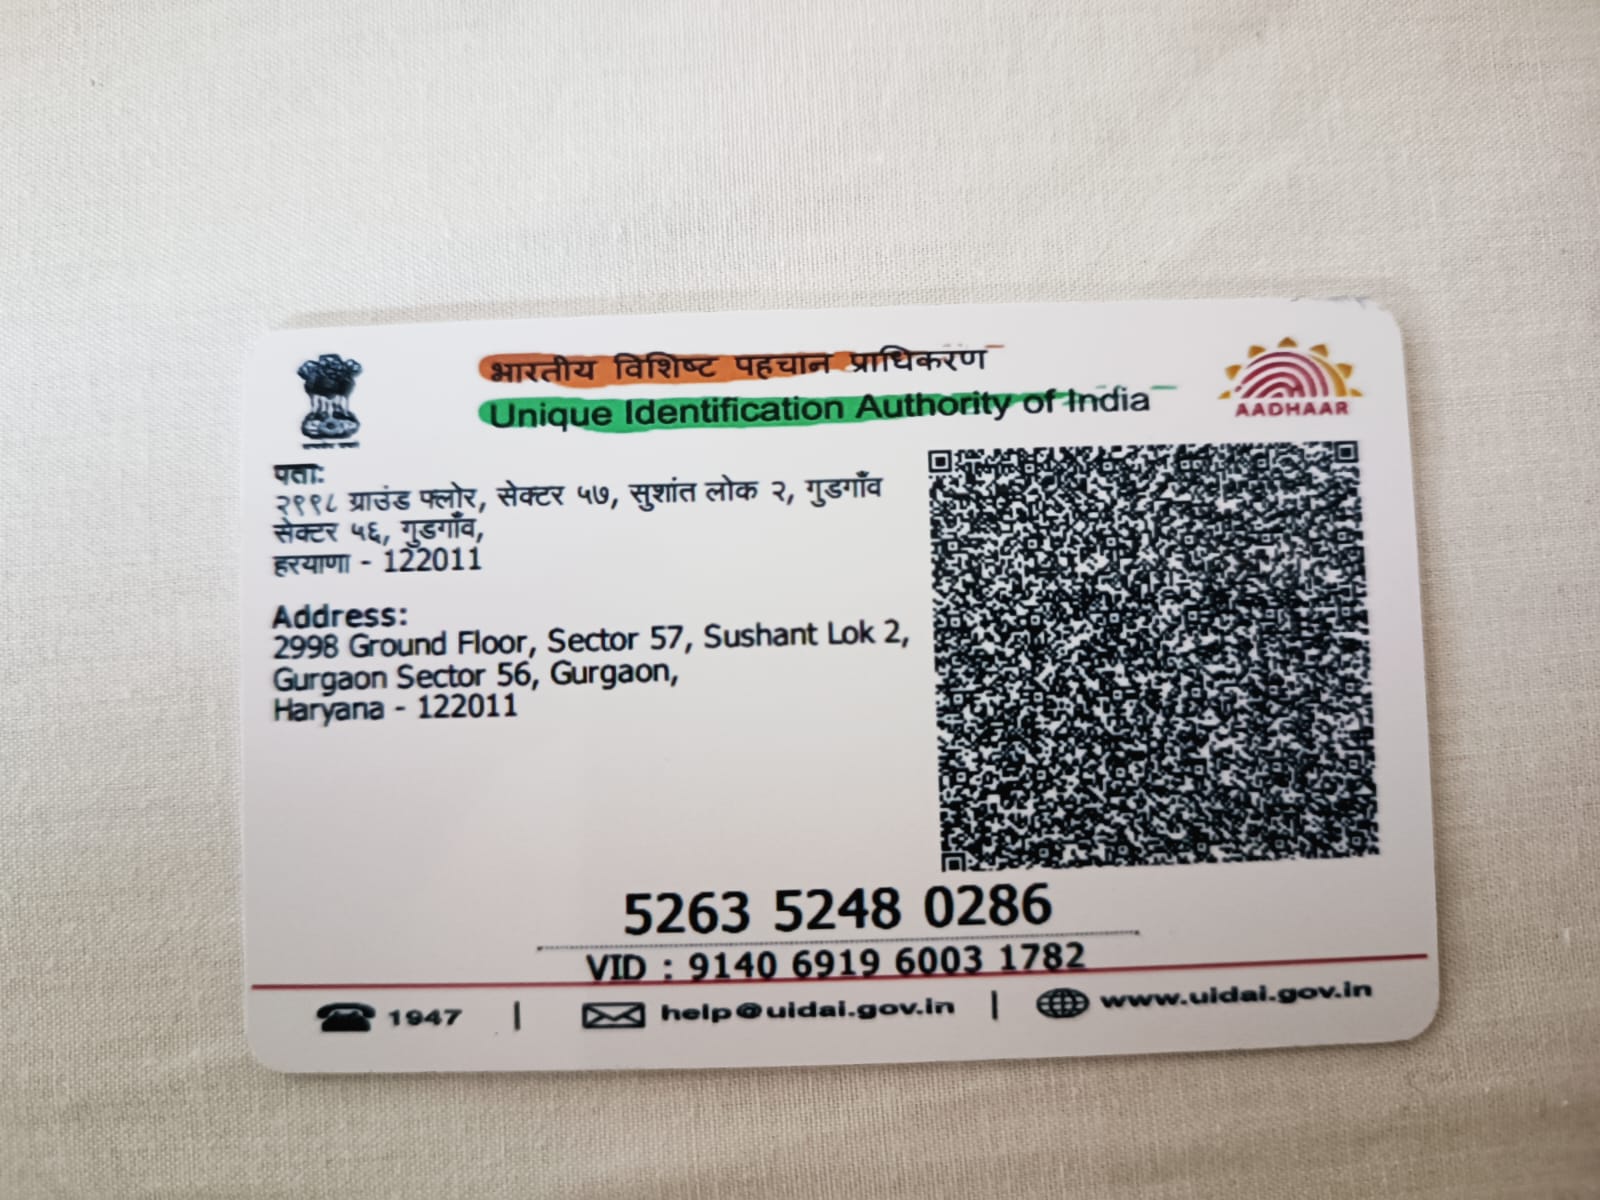 भारतीय विशिष्ट पहचान प्राधिकरण
Unique Identification Authority of India
AADHAAR
पता:
२९९८ ग्राउंड फ्लोर, सेक्टर ५७, सुशांत लोक २, गुडगाँव
सेक्टर ५६, गुडगाँव,
हरयाणा - 122011
Address:
2998 Ground Floor, Sector 57, Sushant Lok 2,
Gurgaon Sector 56, Gurgaon,
Haryana - 122011
5263 5248 0286
VID : 9140 6919 6003 1782
1947 | help@uidai.gov.in | www.uidai.gov.in